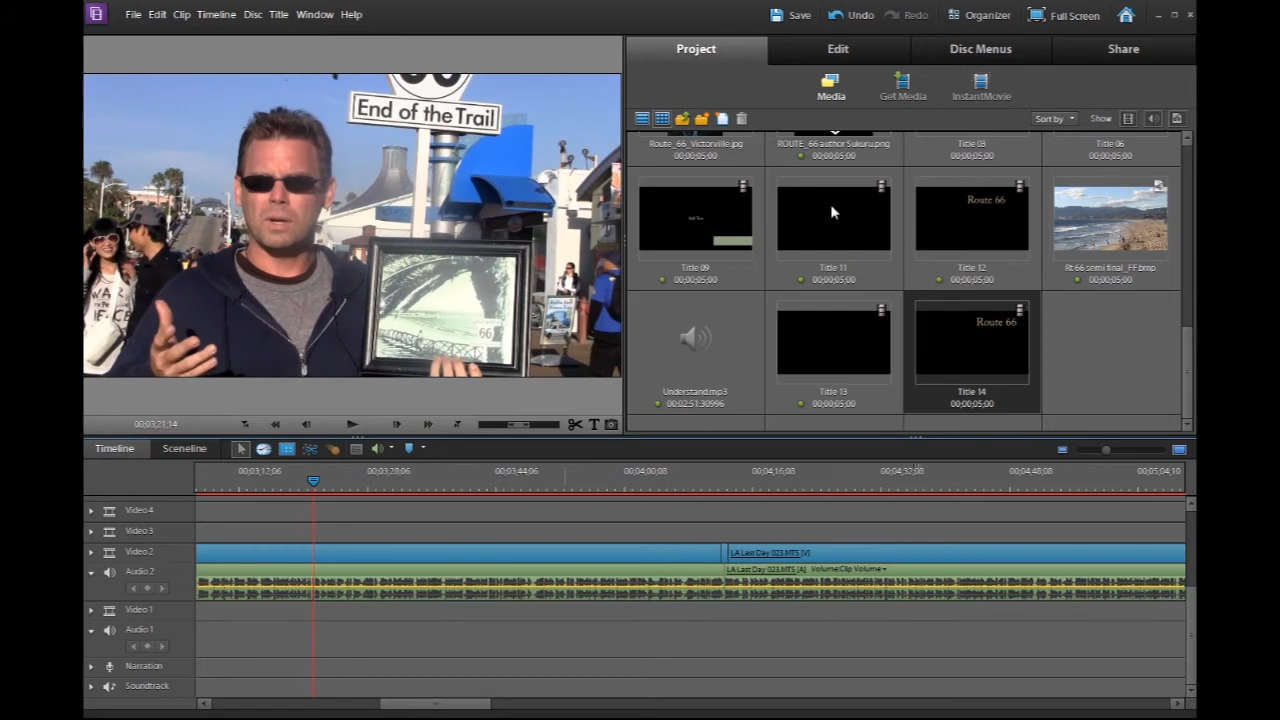 File Edit Clip Timeline Disc Title Window Help
Save Undo Redo Organizer Full Screen
Project Edit Disc Menus Share
Media Get Media InstantMovie
Sort by Show
End of the Trail
66
Route_66_Victorville.jpg ROUTE_66 author Sukuru.png Title 03 Title 06
00;00;05;00 00;00;05;00 00;00;05;00 00;00;05;00
Route 66
Title 09 Title 11 Title 12 Rt 66 semi final_FF.bmp
00;00;05;00 00;00;05;00 00;00;05;00 00;00;05;00
Route 66
Understand.mp3 Title 13 Title 14
00:02:51:30996 00;00;05;00 00;00;05;00
00;03;21;14
T
Timeline Sceneline
00;03;12;06 00;03;28;06 00;03;44;06 00;04;00;08 00;04;16;08 00;04;32;08 00;04;48;08 00;05;04;10
Video 4
Video 3
Video 2 LA Last Day 023.MTS [V]
Audio 2 LA Last Day 023.MTS [A] Volume:Clip Volume
Video 1
Audio 1
Narration
Soundtrack